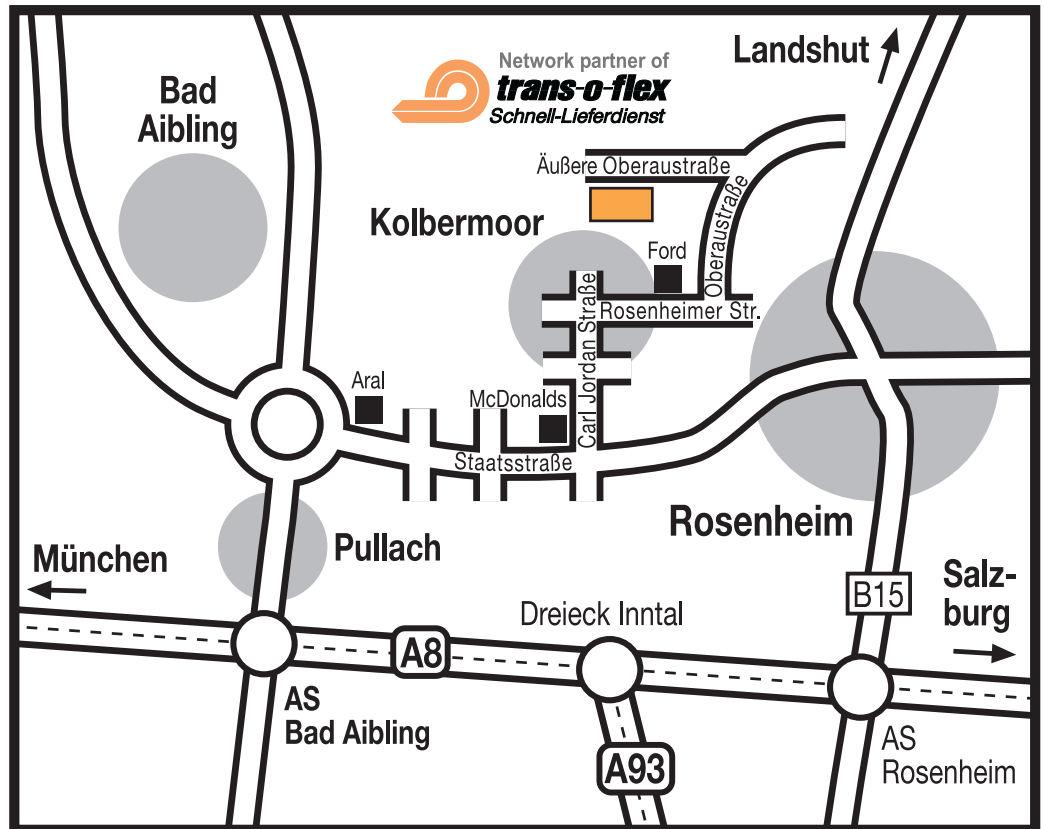 Network partner of
trans-o-flex
Schnell-Lieferdienst
Landshut
Bad
Aibling
Äußere Oberaustraße
Kolbermoor
Oberaustraße
Ford
Rosenheimer Str.
Carl Jordan Straße
Aral
McDonalds
Staatsstraße
Rosenheim
Pullach
München
B15
Salz-
burg
Dreieck Inntal
A8
AS
Bad Aibling
A93
AS
Rosenheim